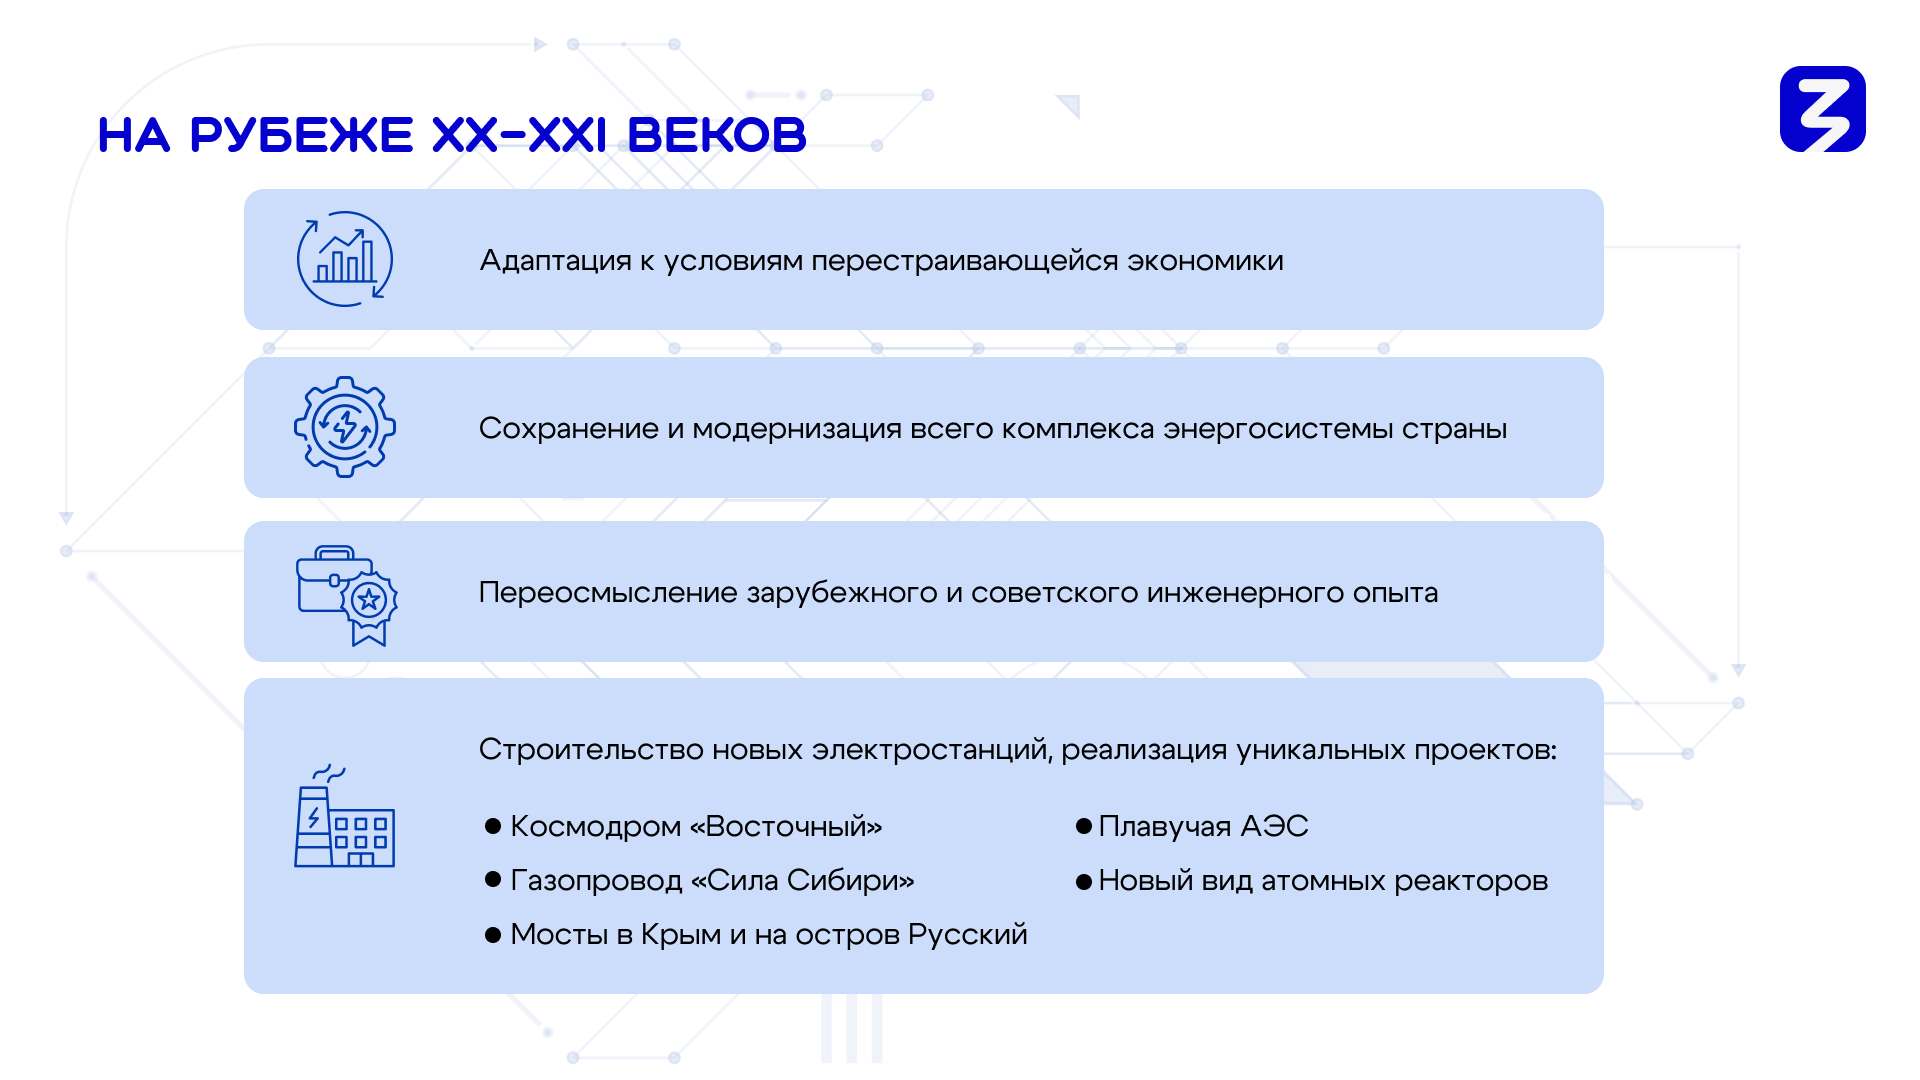 НА РУБЕЖЕ XX–XXI ВЕКОВ
Адаптация к условиям перестраивающейся экономики
Сохранение и модернизация всего комплекса энергосистемы страны
Переосмысление зарубежного и советского инженерного опыта
Строительство новых электростанций, реализация уникальных проектов:
● Космодром «Восточный»
● Газопровод «Сила Сибири»
● Мосты в Крым и на остров Русский
● Плавучая АЭС
● Новый вид атомных реакторов